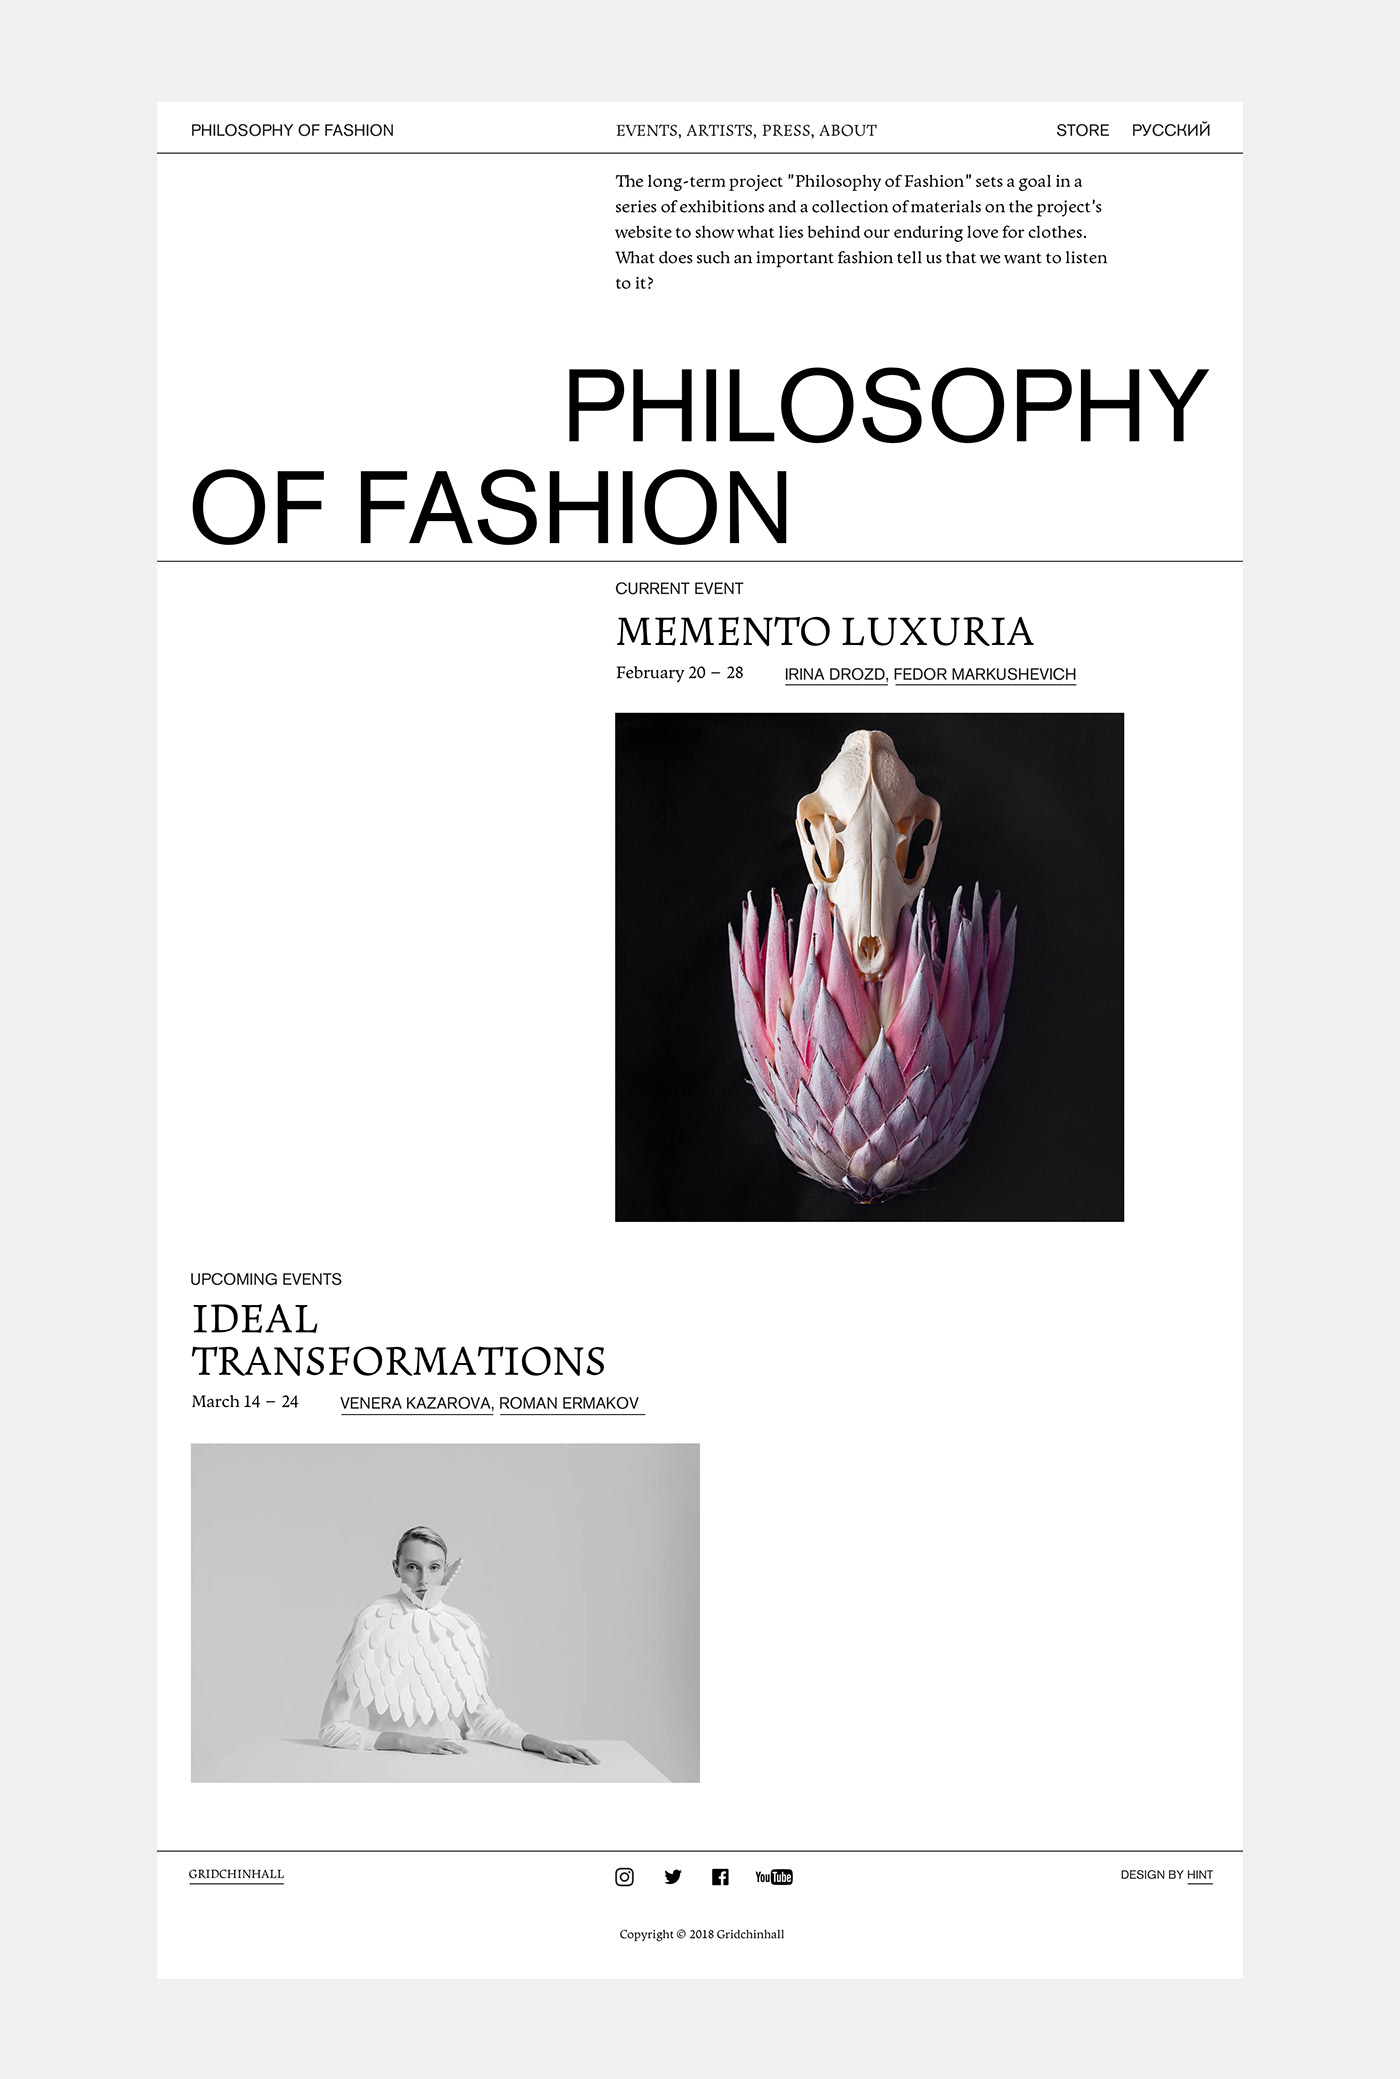 PHILOSOPHY OF FASHION
EVENTS, ARTISTS, PRESS, ABOUT
STORE РУССКИЙ
The long-term project "Philosophy of Fashion" sets a goal in a
series of exhibitions and a collection of materials on the project's
website to show what lies behind our enduring love for clothes.
What does such an important fashion tell us that we want to listen
to it?
PHILOSOPHY
OF FASHION
CURRENT EVENT
MEMENTO LUXURIA
February 20 – 28 IRINA DROZD, FEDOR MARKUSHEVICH
UPCOMING EVENTS
IDEAL
TRANSFORMATIONS
March 14 – 24 VENERA KAZAROVA, ROMAN ERMAKOV
GRIDCHINHALL
YouTube
DESIGN BY HINT
Copyright © 2018 Gridchinhall